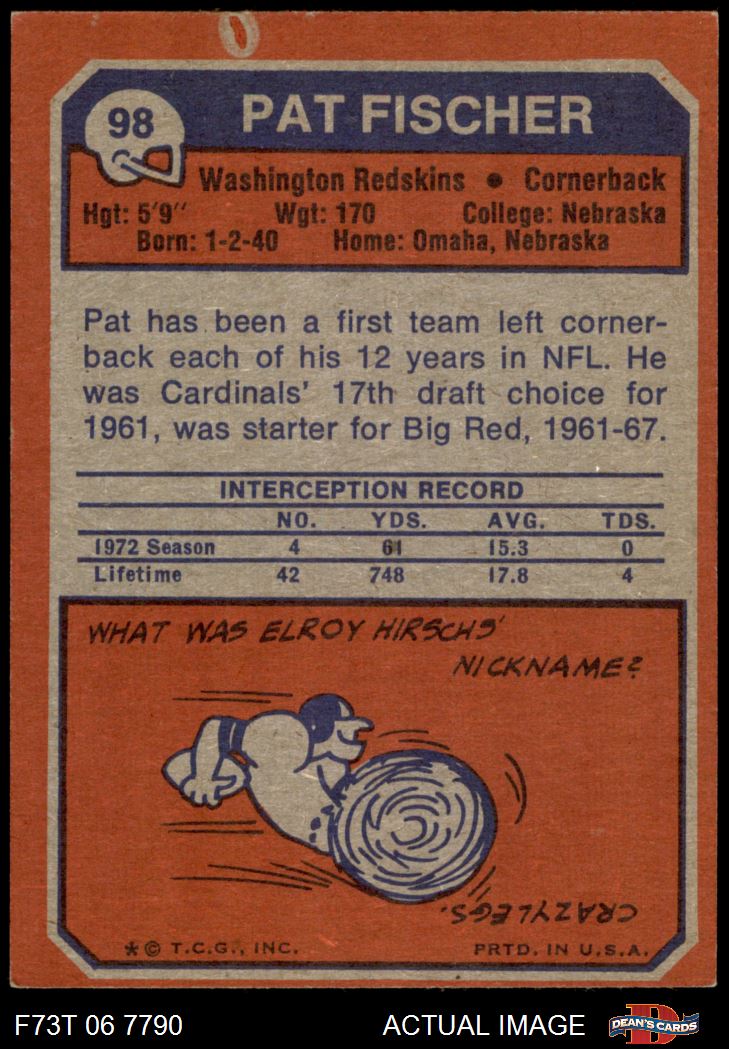 0
98
PAT FISCHER
Washington Redskins • Cornerback
Hgt: 5'9" Wgt: 170 College: Nebraska
Born: 1-2-40 Home: Omaha, Nebraska
Pat has been a first team left corner-
back each of his 12 years in NFL. He
was Cardinals' 17th draft choice for
1961, was starter for Big Red, 1961-67.
INTERCEPTION RECORD
NO. YDS. AVG. TDS.
1972 Season 4 61 15.3 0
Lifetime 42 748 17.8 4
WHAT WAS ELROY HIRSCHS'
NICKNAME?
CRAZYLEGS.
* © T.C.G., INC. PRTD. IN U.S.A.
F73T 06 7790 ACTUAL IMAGE DEAN'S CARDS